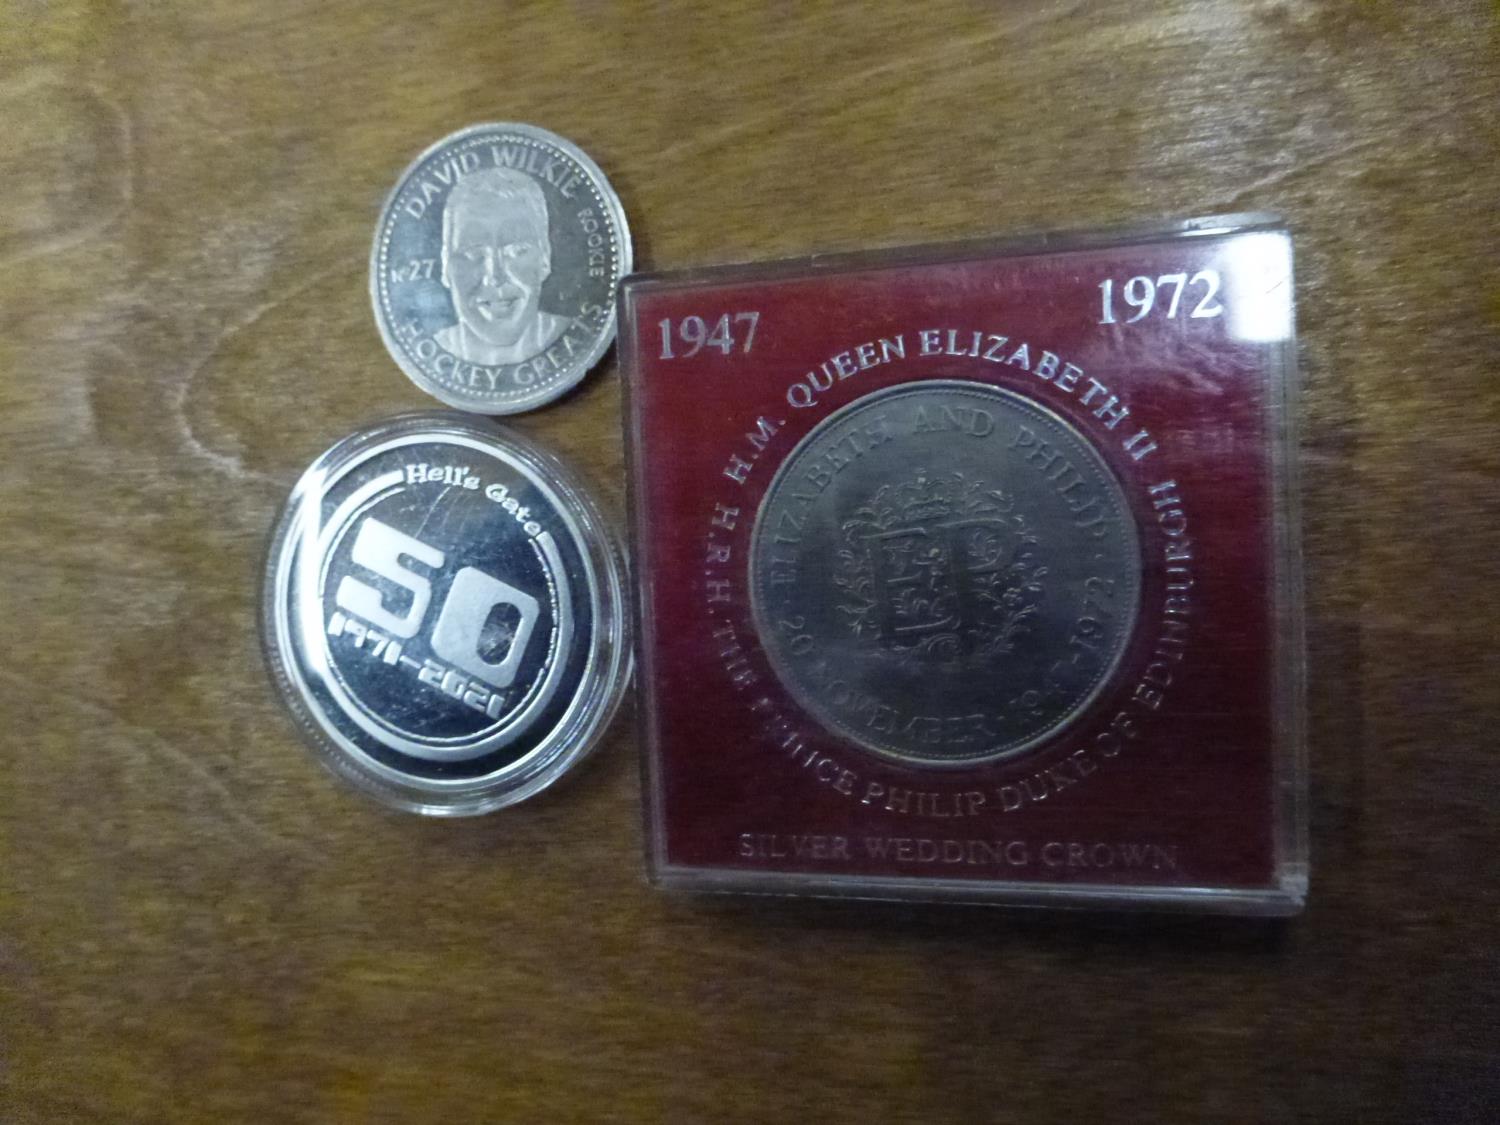 DAVID WILKIE
ROOKIE
Nº27
HOCKEY GREATS
Hell's Gate
50
1971-2021
1947
1972
H.M. QUEEN ELIZABETH II
H.R.H. THE PRINCE PHILIP DUKE OF EDINBURGH
ELIZABETH AND PHILIP
20 NOVEMBER 1947-1972
SILVER WEDDING CROWN